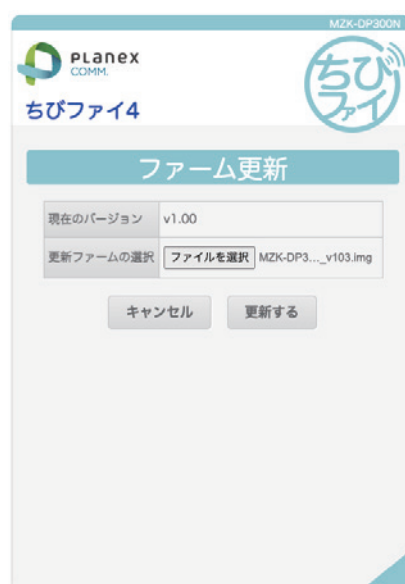 MZK-DP300N
PLANEX
COMM.
ちび
ファイ
ちびファイ4
ファーム更新
現在のバージョン v1.00
更新ファームの選択 ファイルを選択 MZK-DP3..._v103.img
キャンセル 更新する